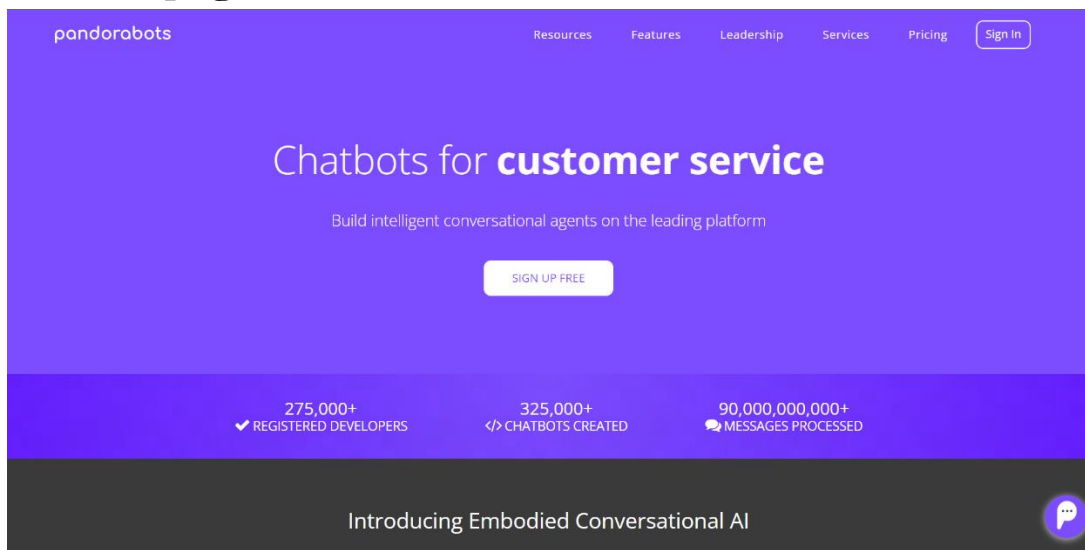 pandorabots
Resources Features Leadership Services Pricing Sign In
Chatbots for customer service
Build intelligent conversational agents on the leading platform
SIGN UP FREE
275,000+ 325,000+ 90,000,000,000+
REGISTERED DEVELOPERS </> CHATBOTS CREATED MESSAGES PROCESSED
Introducing Embodied Conversational AI